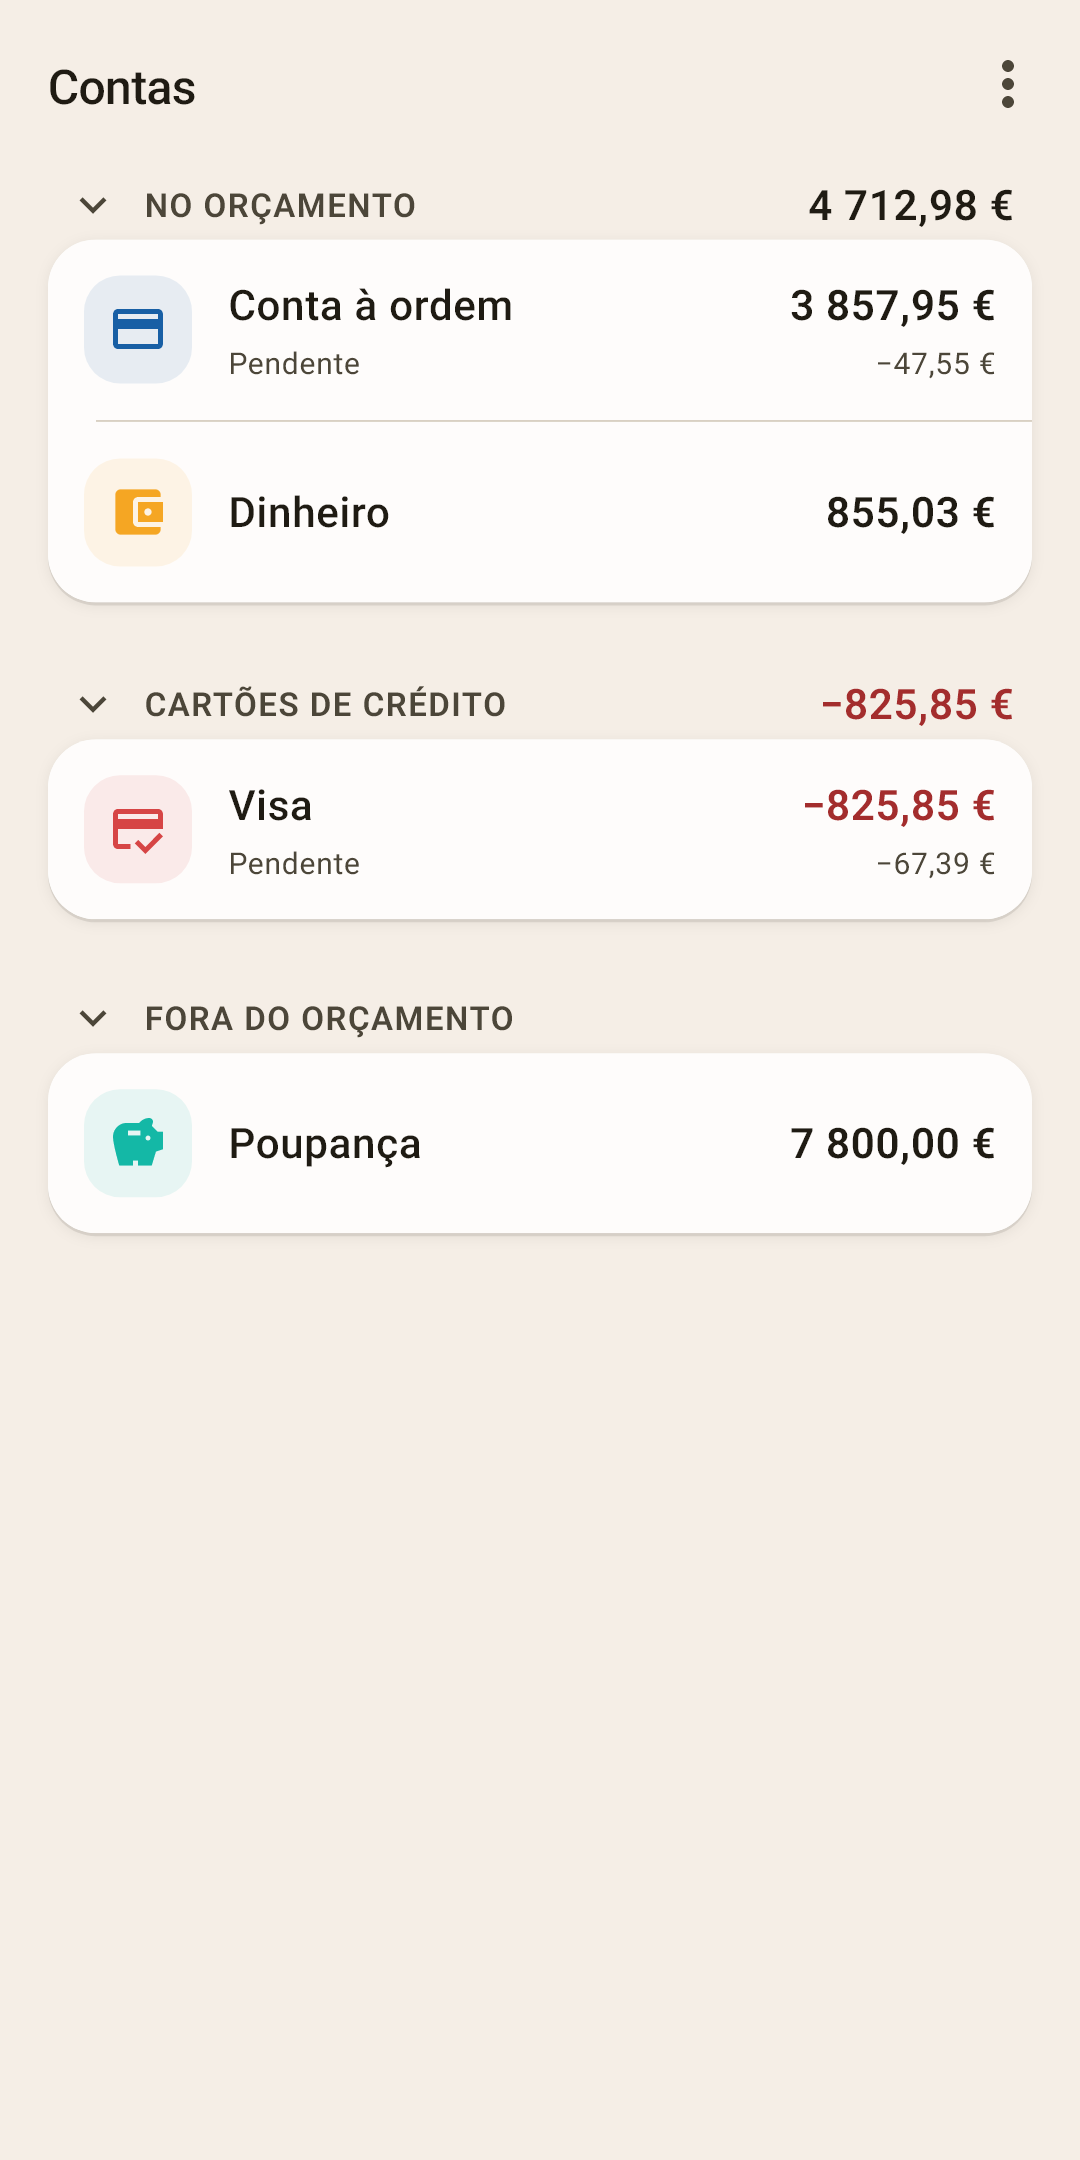 Contas
NO ORÇAMENTO 4 712,98 €
Conta à ordem 3 857,95 €
Pendente −47,55 €
Dinheiro 855,03 €
CARTÕES DE CRÉDITO −825,85 €
Visa −825,85 €
Pendente −67,39 €
FORA DO ORÇAMENTO
Poupança 7 800,00 €